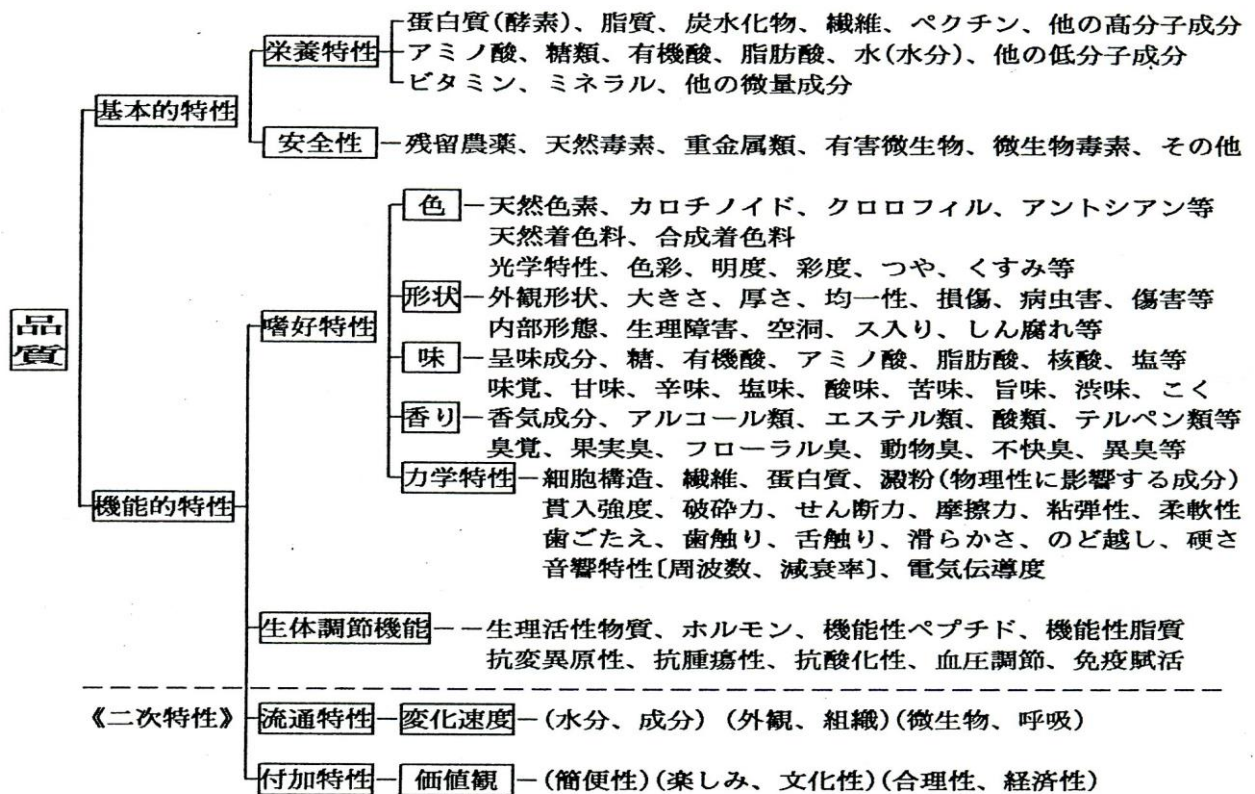 蛋白質(酵素)、脂質、炭水化物、繊維、ペクチン、他の高分子成分
栄養特性
アミノ酸、糖類、有機酸、脂肪酸、水(水分)、他の低分子成分
ビタミン、ミネラル、他の微量成分
基本的特性
安全性
残留農薬、天然毒素、重金属類、有害微生物、微生物毒素、その他
色
天然色素、カロチノイド、クロロフィル、アントシアン等
天然着色料、合成着色料
光学特性、色彩、明度、彩度、つや、くすみ等
品質
嗜好特性
形状
外観形状、大きさ、厚さ、均一性、損傷、病虫害、傷害等
内部形態、生理障害、空洞、ス入り、しん腐れ等
味
呈味成分、糖、有機酸、アミノ酸、脂肪酸、核酸、塩等
味覚、甘味、辛味、塩味、酸味、苦味、旨味、渋味、こく
香り
香気成分、アルコール類、エステル類、酸類、テルペン類等
臭覚、果実臭、フローラル臭、動物臭、不快臭、異臭等
力学特性
細胞構造、繊維、蛋白質、澱粉(物理性に影響する成分)
機能的特性
貫入強度、破砕力、せん断力、摩擦力、粘弾性、柔軟性
歯ごたえ、歯触り、舌触り、滑らかさ、のど越し、硬さ
音響特性〔周波数、減衰率〕、電気伝導度
生体調節機能
生理活性物質、ホルモン、機能性ペプチド、機能性脂質
抗変異原性、抗腫瘍性、抗酸化性、血圧調節、免疫賦活
《二次特性》
流通特性
変化速度
(水分、成分) (外観、組織)(微生物、呼吸)
付加特性
価値観
(簡便性)(楽しみ、文化性)(合理性、経済性)